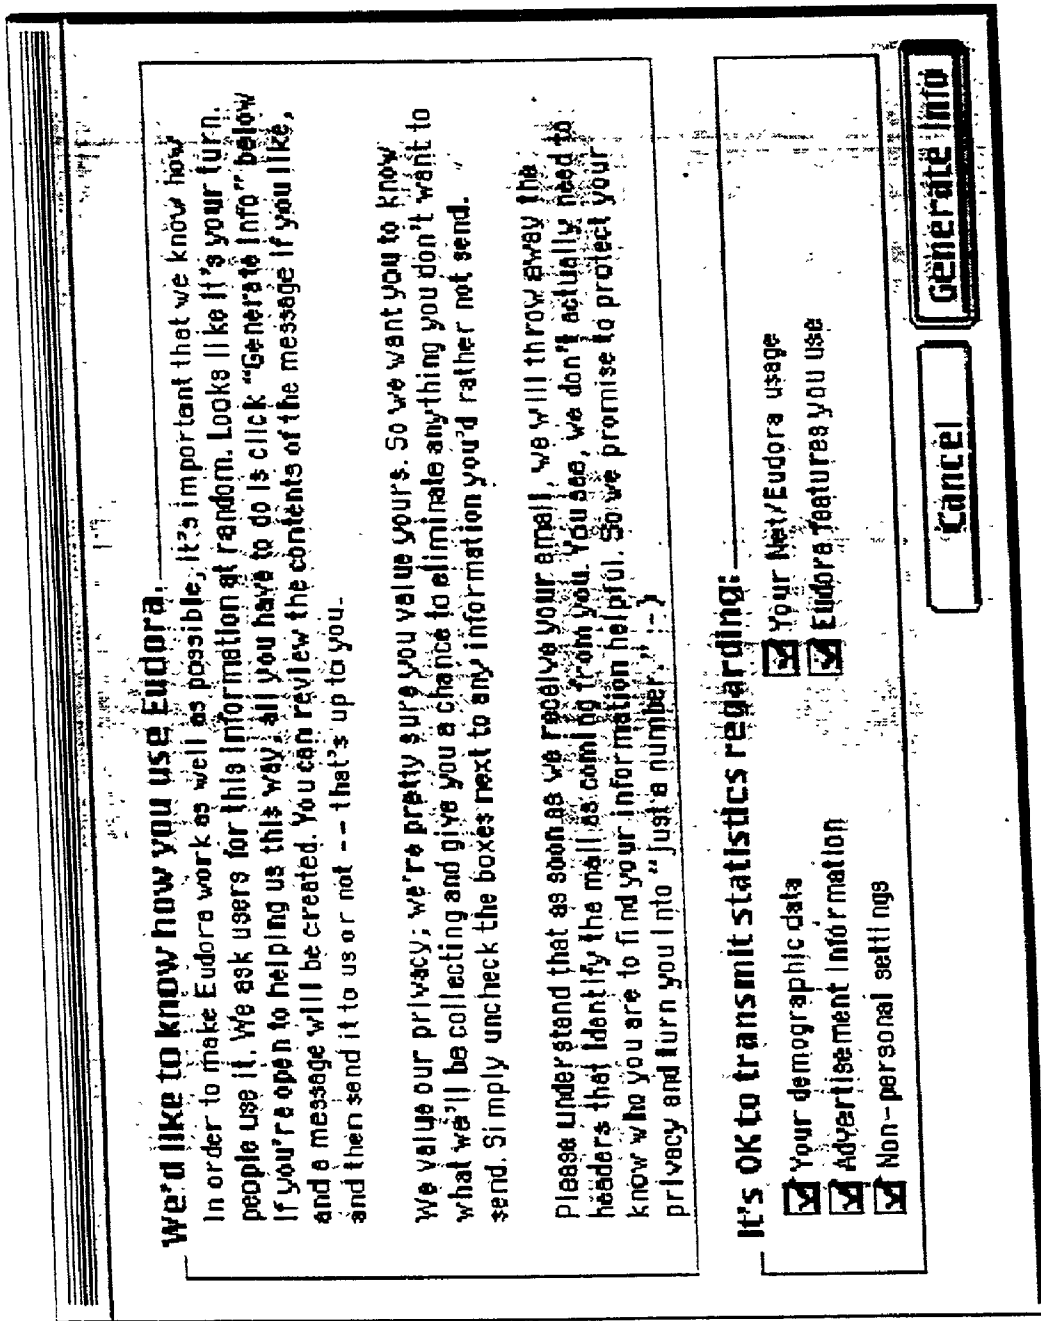 We'd like to know how you use Eudora.
In order to make Eudora work as well as possible, it's important that we know how
people use it. We ask users for this information at random. Looks like it's your turn.
If you're open to helping us this way, all you have to do is click "Generate Info" below
and a message will be created. You can review the contents of the message if you like,
and then send it to us or not -- that's up to you.
We value our privacy; we're pretty sure you value yours. So we want you to know
what we'll be collecting and give you a chance to eliminate anything you don't want to
send. Simply uncheck the boxes next to any information you'd rather not send.
Please understand that as soon as we receive your email, we will throw away the
headers that identify the mail as coming from you. You see, we don't actually need to
know who you are to find your information helpful. So we promise to protect your
privacy and turn you into "just a number." :-)
It's OK to transmit statistics regarding:
Your demographic data
Advertisement information
Non-personal settings
Your Net/Eudora usage
Eudora features you use
Cancel
Generate Info